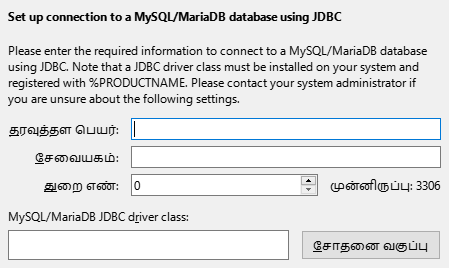 Set up connection to a MySQL/MariaDB database using JDBC
Please enter the required information to connect to a MySQL/MariaDB database
using JDBC. Note that a JDBC driver class must be installed on your system and
registered with %PRODUCTNAME. Please contact your system administrator if
you are unsure about the following settings.
தரவுத்தள பெயர்:
சேவையகம்:
துறை எண்: 0 முன்னிருப்பு: 3306
MySQL/MariaDB JDBC driver class:
சோதனை வகுப்பு